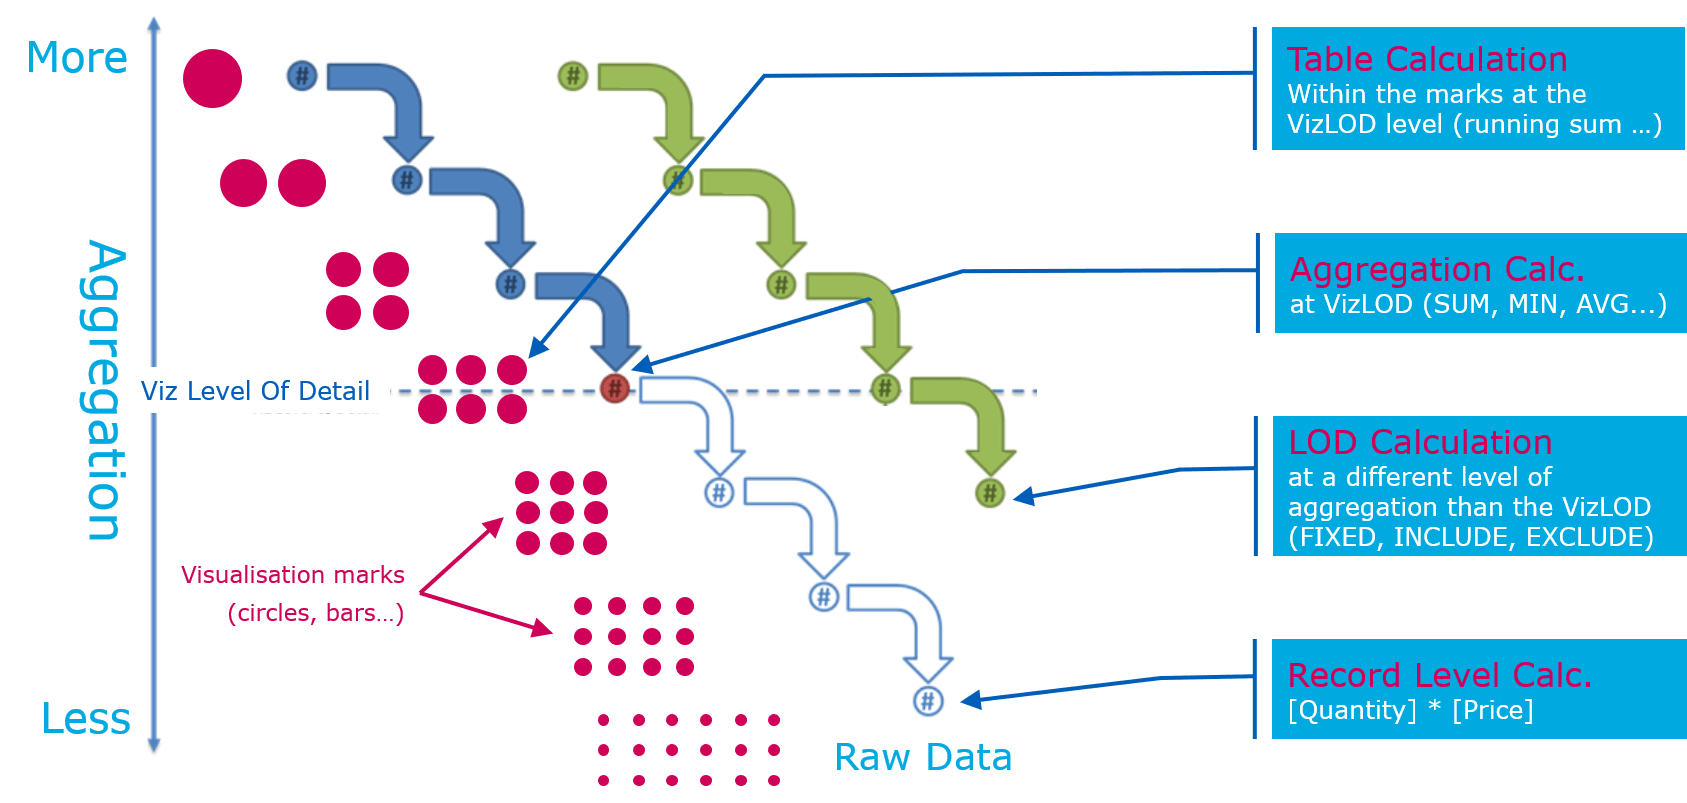 More
Aggregation
Less
Viz Level Of Detail
Visualisation marks
(circles, bars...)
#
#
#
#
#
#
#
#
#
#
#
#
Raw Data
Table Calculation
Within the marks at the
VizLOD level (running sum ...)
Aggregation Calc.
at VizLOD (SUM, MIN, AVG...)
LOD Calculation
at a different level of
aggregation than the VizLOD
(FIXED, INCLUDE, EXCLUDE)
Record Level Calc.
[Quantity] * [Price]